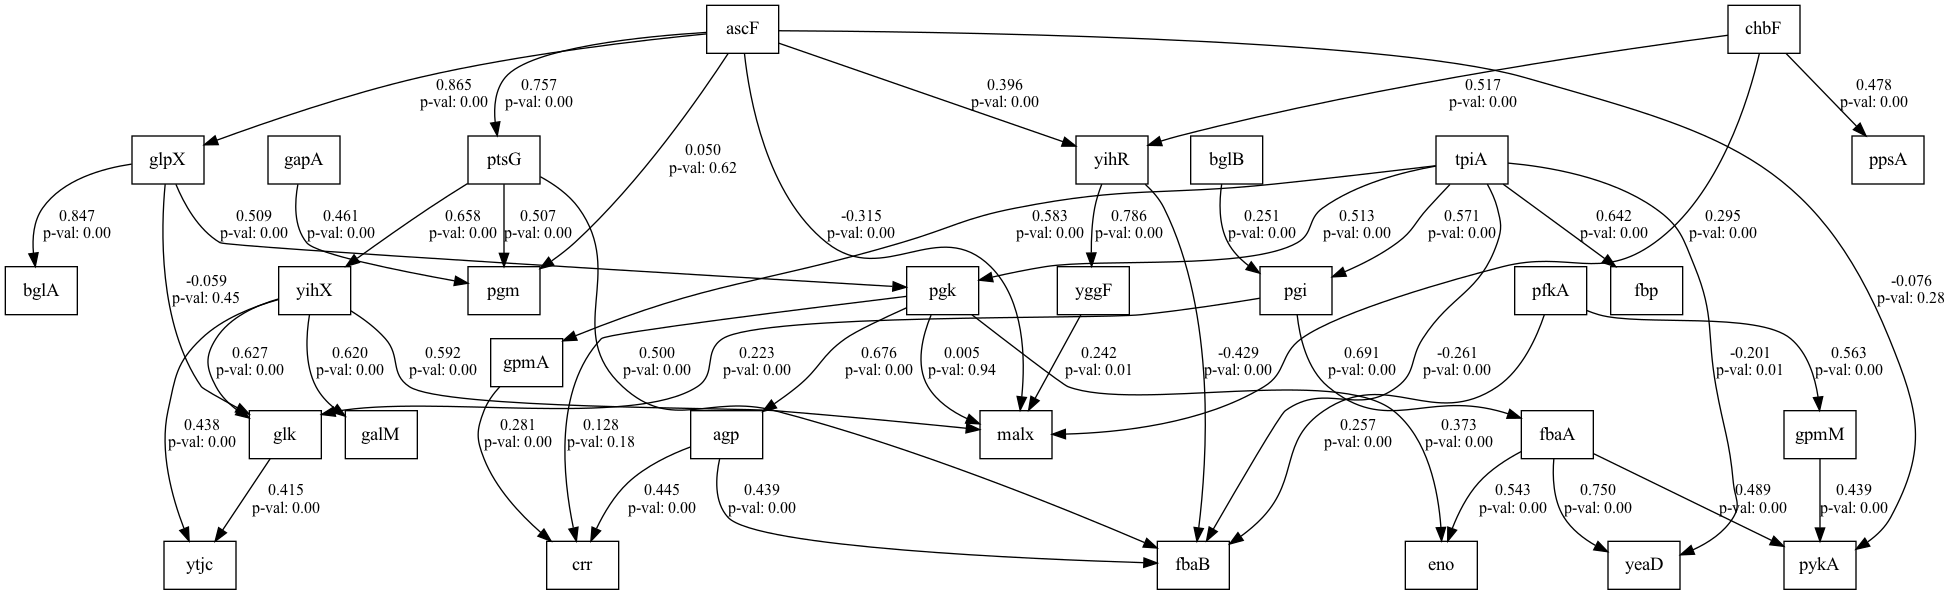 ascF
chbF
0.865
p-val: 0.00
0.757
p-val: 0.00
0.396
p-val: 0.00
0.517
p-val: 0.00
0.478
p-val: 0.00
glpX
gapA
ptsG
yihR
bglB
tpiA
ppsA
0.050
p-val: 0.62
0.847
p-val: 0.00
0.509
p-val: 0.00
0.461
p-val: 0.00
0.658
p-val: 0.00
0.507
p-val: 0.00
-0.315
p-val: 0.00
0.583
p-val: 0.00
0.786
p-val: 0.00
0.251
p-val: 0.00
0.513
p-val: 0.00
0.571
p-val: 0.00
0.642
p-val: 0.00
0.295
p-val: 0.00
-0.059
p-val: 0.45
-0.076
p-val: 0.28
bglA
yihX
pgm
pgk
yggF
pgi
pfkA
fbp
gpmA
0.627
p-val: 0.00
0.620
p-val: 0.00
0.592
p-val: 0.00
0.500
p-val: 0.00
0.223
p-val: 0.00
0.676
p-val: 0.00
0.005
p-val: 0.94
0.242
p-val: 0.01
-0.429
p-val: 0.00
0.691
p-val: 0.00
-0.261
p-val: 0.00
-0.201
p-val: 0.01
0.563
p-val: 0.00
0.438
p-val: 0.00
glk
galM
0.281
p-val: 0.00
0.128
p-val: 0.18
agp
malx
0.257
p-val: 0.00
0.373
p-val: 0.00
fbaA
gpmM
0.415
p-val: 0.00
0.445
p-val: 0.00
0.439
p-val: 0.00
0.543
p-val: 0.00
0.750
p-val: 0.00
0.489
p-val: 0.00
0.439
p-val: 0.00
ytjc
crr
fbaB
eno
yeaD
pykA